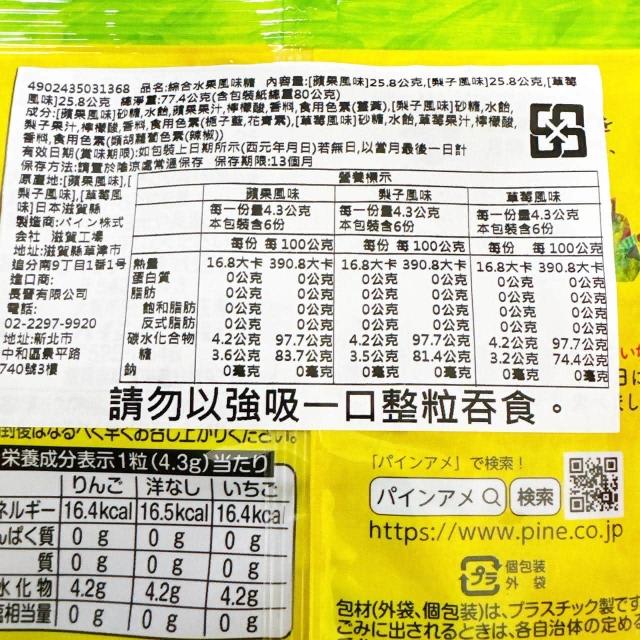 4902435031368 品名:綜合水果風味糖 內容量:[蘋果風味]25.8公克,[梨子風味]25.8公克,[草莓
風味]25.8公克 總淨重:77.4公克(含包裝紙總重80公克)
成分:[蘋果風味]砂糖,水飴,蘋果果汁,檸檬酸,香料,食用色素(薑黃),[梨子風味]砂糖,水飴,
梨子果汁,檸檬酸,香料,食用色素(梔子藍,花青素),[草莓風味]砂糖,水飴,草莓果汁,檸檬酸,
香料,食用色素(類胡蘿蔔色素(辣椒))
有效日期(賞味期限):如包裝上日期所示(西元年月日)若無日,以當月最後一日計
保存方法:請置於陰涼處常溫保存 保存期限:13個月
原產地:[蘋果風味],[
梨子風味],[草莓風
味]日本滋賀縣
製造商:パイン株式
会社 滋賀工場
地址:滋賀縣草津市
追分南9丁目1番1号
進口商:
長譽有限公司
電話:
02-2297-9920
地址:新北市
中和區景平路
740號3樓
營養標示
蘋果風味 梨子風味 草莓風味
每一份量4.3公克 每一份量4.3公克 每一份量4.3公克
本包裝含6份 本包裝含6份 本包裝含6份
每份 每100公克 每份 每100公克 每份 每100公克
熱量 16.8大卡 390.8大卡 16.8大卡 390.8大卡 16.8大卡 390.8大卡
蛋白質 0公克 0公克 0公克 0公克 0公克 0公克
脂肪 0公克 0公克 0公克 0公克 0公克 0公克
飽和脂肪 0公克 0公克 0公克 0公克 0公克 0公克
反式脂肪 0公克 0公克 0公克 0公克 0公克 0公克
碳水化合物 4.2公克 97.7公克 4.2公克 97.7公克 4.2公克 97.7公克
糖 3.6公克 83.7公克 3.5公克 81.4公克 3.2公克 74.4公克
鈉 0毫克 0毫克 0毫克 0毫克 0毫克 0毫克
請勿以強吸一口整粒吞食。
到後はなるべく早くお召し上がりください。
栄養成分表示1粒(4.3g)当たり
りんご 洋なし いちご
ネルギー 16.4kcal 16.5kcal 16.4kcal
んぱく質 0 g 0 g 0 g
質 0 g 0 g 0 g
水化物 4.2g 4.2g 4.2g
塩相当量 0 g 0 g 0 g
「パインアメ」で検索!
パインアメ 検索
https://www.pine.co.jp
プラ
個包装
外 袋
包材(外袋、個包装)は、プラスチック製です
ごみに出されるときは、各自治体の定め